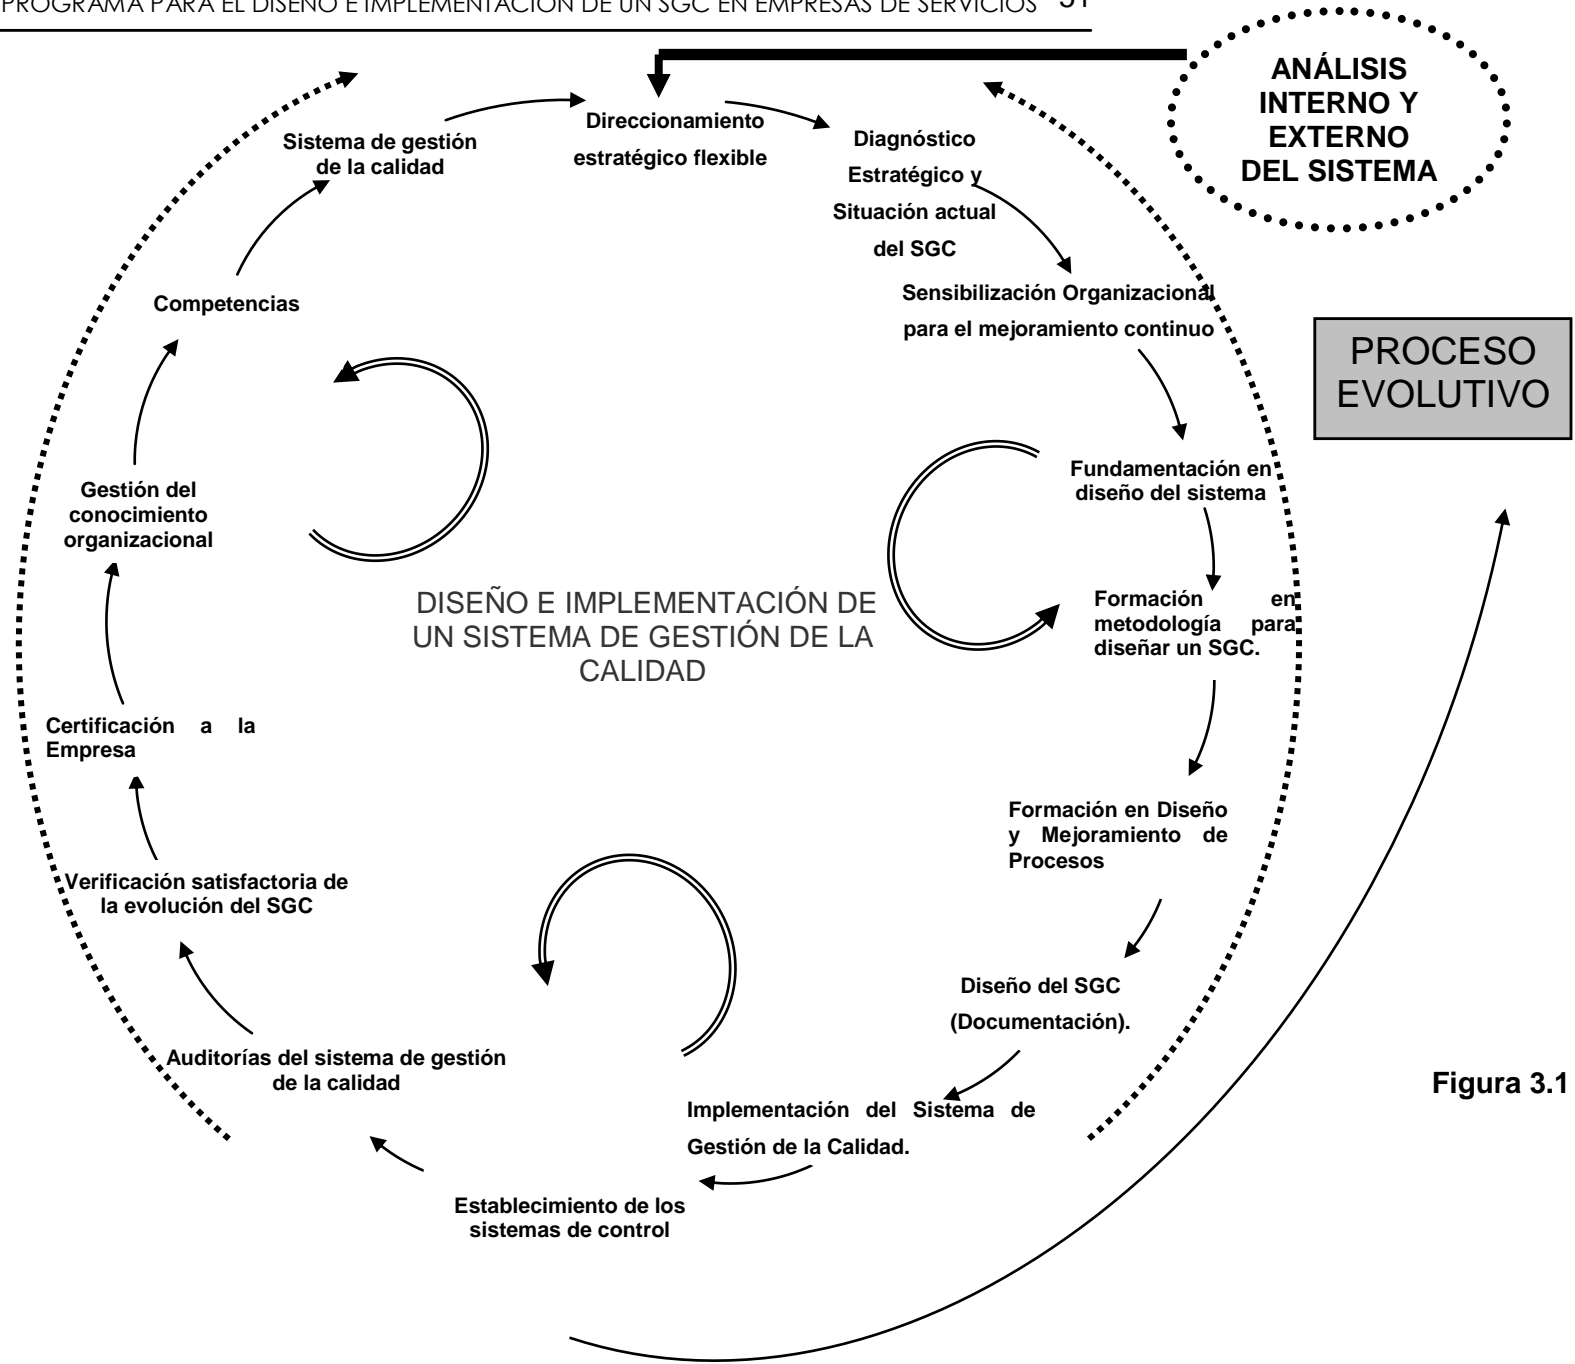 PROGRAMA PARA EL DISEÑO E IMPLEMENTACIÓN DE UN SGC EN EMPRESAS DE SERVICIOS
ANÁLISIS
INTERNO Y
EXTERNO
DEL SISTEMA
Direccionamiento
estratégico flexible
Diagnóstico
Estratégico y
Situación actual
del SGC
Sensibilización Organizacional
para el mejoramiento continuo
PROCESO
EVOLUTIVO
Fundamentación en
diseño del sistema
Formación en
metodología para
diseñar un SGC.
Formación en Diseño
y Mejoramiento de
Procesos
Diseño del SGC
(Documentación).
Implementación del Sistema de
Gestión de la Calidad.
Establecimiento de los
sistemas de control
Auditorías del sistema de gestión
de la calidad
Verificación satisfactoria de
la evolución del SGC
Certificación a la
Empresa
Gestión del
conocimiento
organizacional
Competencias
Sistema de gestión
de la calidad
DISEÑO E IMPLEMENTACIÓN DE
UN SISTEMA DE GESTIÓN DE LA
CALIDAD
Figura 3.1